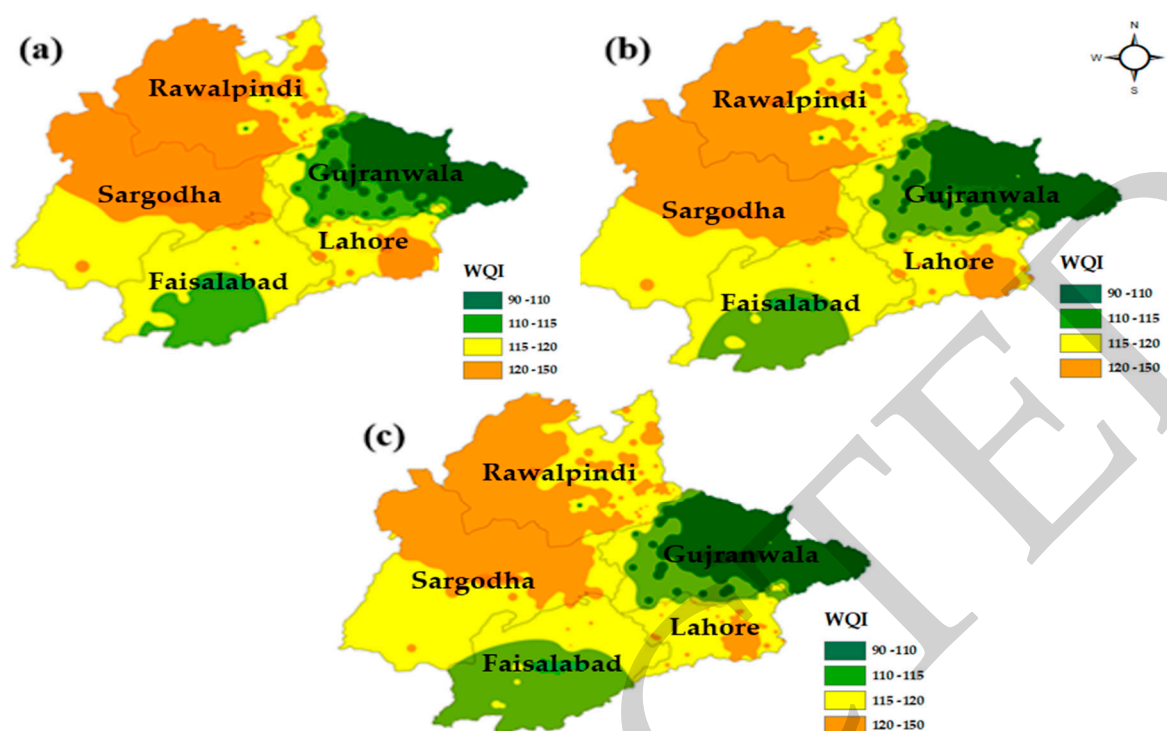 (a)
Rawalpindi
Gujranwala
Sargodha
Lahore
Faisalabad
WQI
90 -110
110 -115
115 -120
120 -150
(b)
N
W
S
Rawalpindi
Gujranwala
Sargodha
Lahore
Faisalabad
WQI
90 -110
110 -115
115 -120
120 -150
(c)
Rawalpindi
Gujranwala
Sargodha
Lahore
Faisalabad
WQI
90 -110
110 -115
115 -120
120 -150
CTED